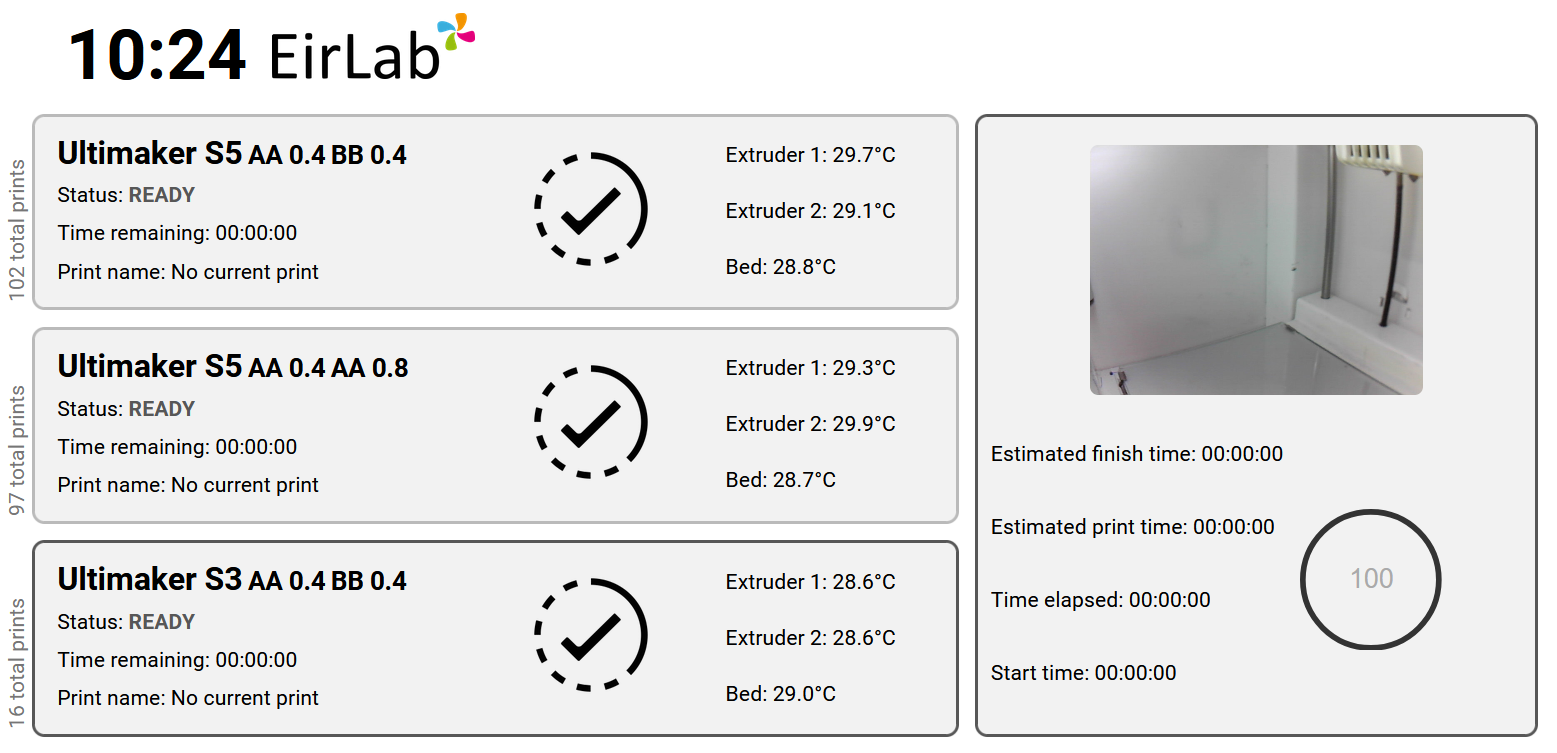 10:24 EirLab
102 total prints
Ultimaker S5 AA 0.4 BB 0.4
Status: READY
Time remaining: 00:00:00
Print name: No current print
Extruder 1: 29.7°C
Extruder 2: 29.1°C
Bed: 28.8°C
97 total prints
Ultimaker S5 AA 0.4 AA 0.8
Status: READY
Time remaining: 00:00:00
Print name: No current print
Extruder 1: 29.3°C
Extruder 2: 29.9°C
Bed: 28.7°C
16 total prints
Ultimaker S3 AA 0.4 BB 0.4
Status: READY
Time remaining: 00:00:00
Print name: No current print
Extruder 1: 28.6°C
Extruder 2: 28.6°C
Bed: 29.0°C
Estimated finish time: 00:00:00
Estimated print time: 00:00:00
Time elapsed: 00:00:00
Start time: 00:00:00
100